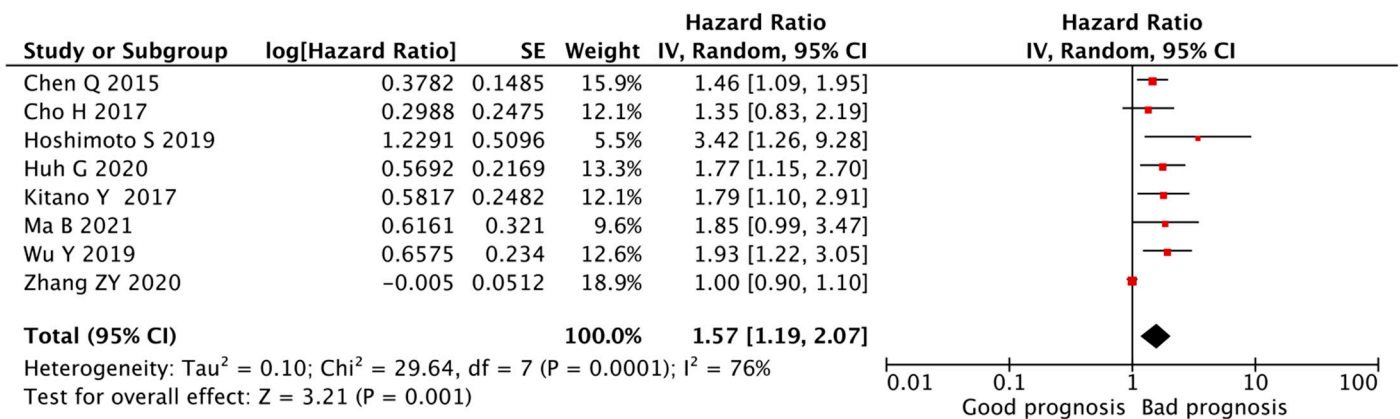 Hazard Ratio Hazard Ratio
Study or Subgroup log[Hazard Ratio] SE Weight IV, Random, 95% CI IV, Random, 95% CI
Chen Q 2015 0.3782 0.1485 15.9% 1.46 [1.09, 1.95]
Cho H 2017 0.2988 0.2475 12.1% 1.35 [0.83, 2.19]
Hoshimoto S 2019 1.2291 0.5096 5.5% 3.42 [1.26, 9.28]
Huh G 2020 0.5692 0.2169 13.3% 1.77 [1.15, 2.70]
Kitano Y 2017 0.5817 0.2482 12.1% 1.79 [1.10, 2.91]
Ma B 2021 0.6161 0.321 9.6% 1.85 [0.99, 3.47]
Wu Y 2019 0.6575 0.234 12.6% 1.93 [1.22, 3.05]
Zhang ZY 2020 −0.005 0.0512 18.9% 1.00 [0.90, 1.10]
Total (95% CI) 100.0% 1.57 [1.19, 2.07]
Heterogeneity: Tau² = 0.10; Chi² = 29.64, df = 7 (P = 0.0001); I² = 76%
Test for overall effect: Z = 3.21 (P = 0.001)
0.01 0.1 1 10 100
Good prognosis Bad prognosis